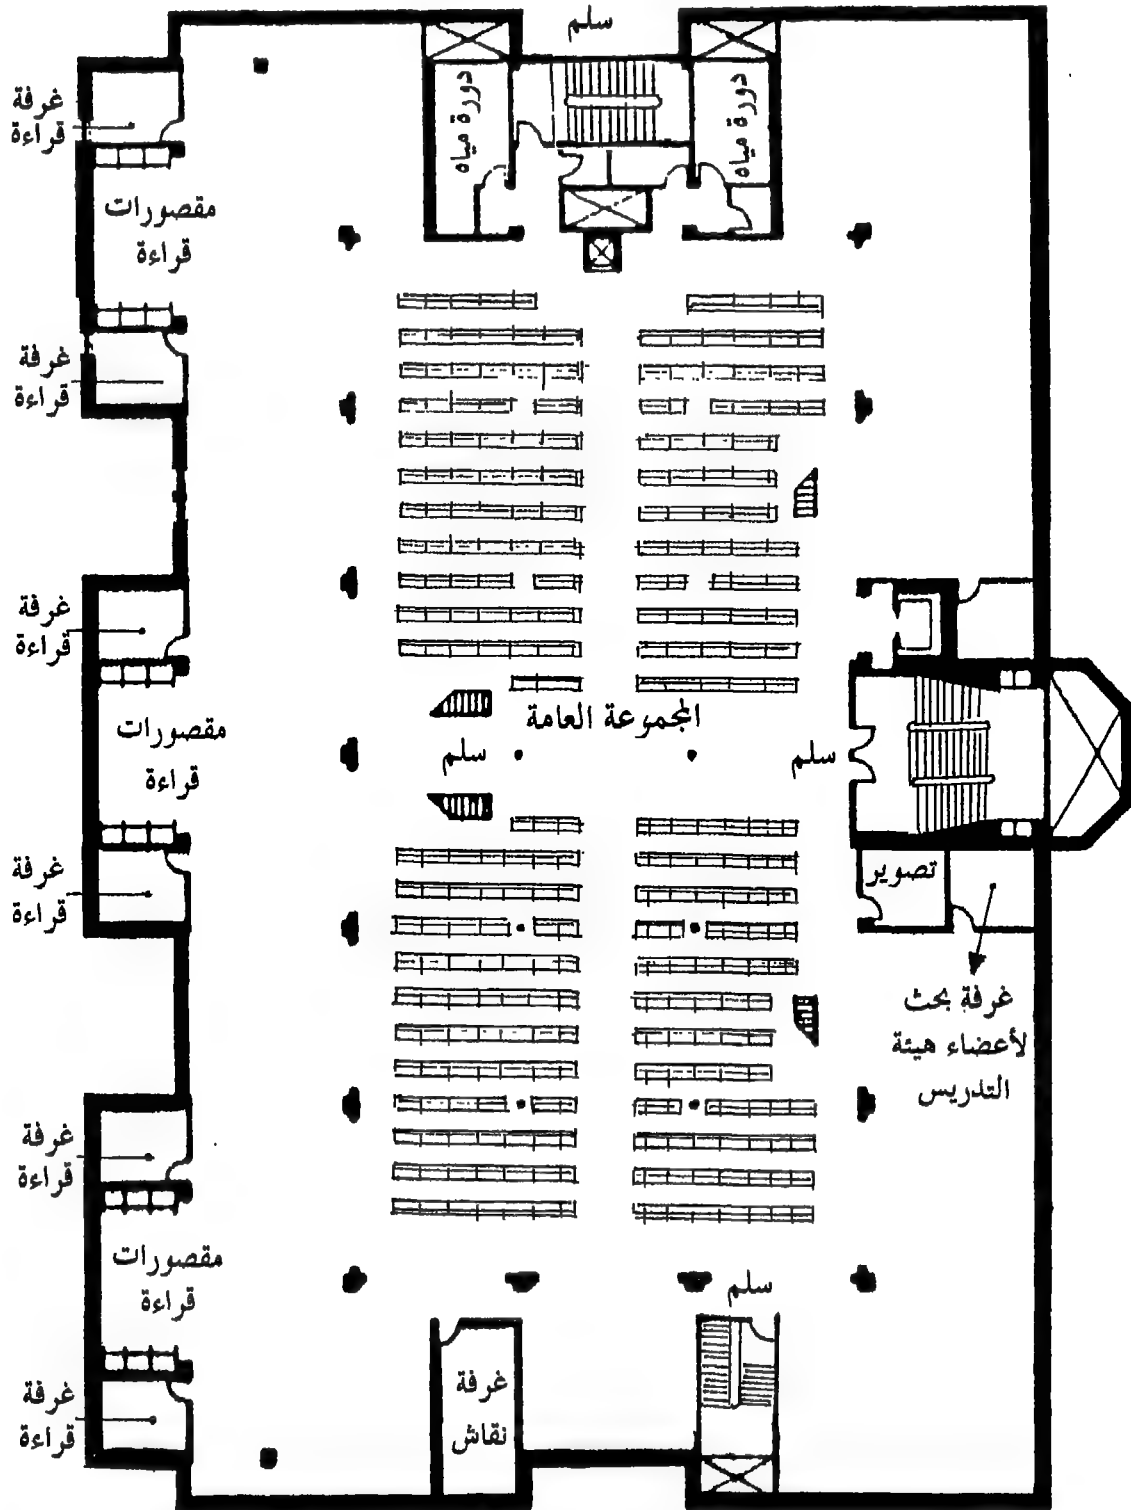 سلم
دورة مياه
دورة مياه
غرفة
قراءة
مقصورات
قراءة
غرفة
قراءة
غرفة
قراءة
المجموعة العامة
سلم
سلم
مقصورات
قراءة
غرفة
قراءة
تصوير
غرفة بحث
لأعضاء هيئة
التدريس
غرفة
قراءة
مقصورات
قراءة
سلم
غرفة
قراءة
غرفة
نقاش